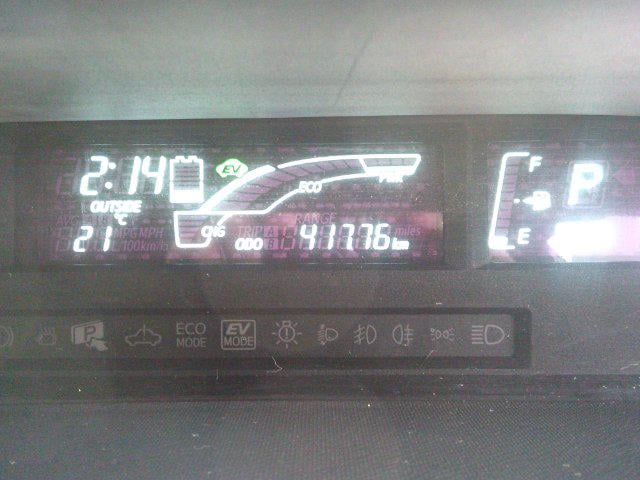 2:14 EV F P
ECO PWR
OUTSIDE
°C
AVG MPG MPH CHG TRIP A RANGE miles E
21 L/100km/h ODO B 41776 km
P ECO MODE EV MODE